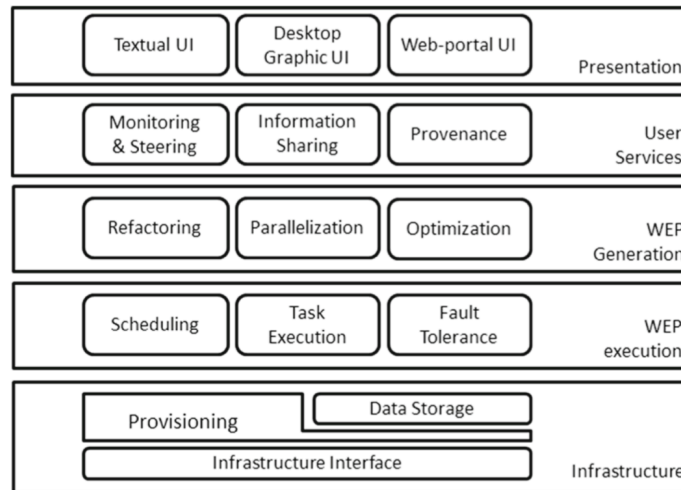 Textual UI
Desktop
Graphic UI
Web-portal UI
Presentation
Monitoring
& Steering
Information
Sharing
Provenance
User
Services
Refactoring
Parallelization
Optimization
WEP
Generation
Scheduling
Task
Execution
Fault
Tolerance
WEP
execution
Provisioning
Data Storage
Infrastructure Interface
Infrastructure